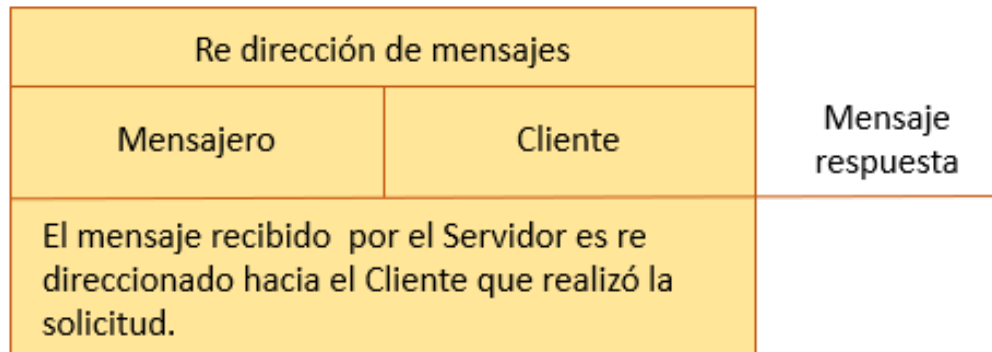 Re dirección de mensajes
Mensajero
Cliente
Mensaje
respuesta
El mensaje recibido  por el Servidor es re
direccionado hacia el Cliente que realizó la
solicitud.